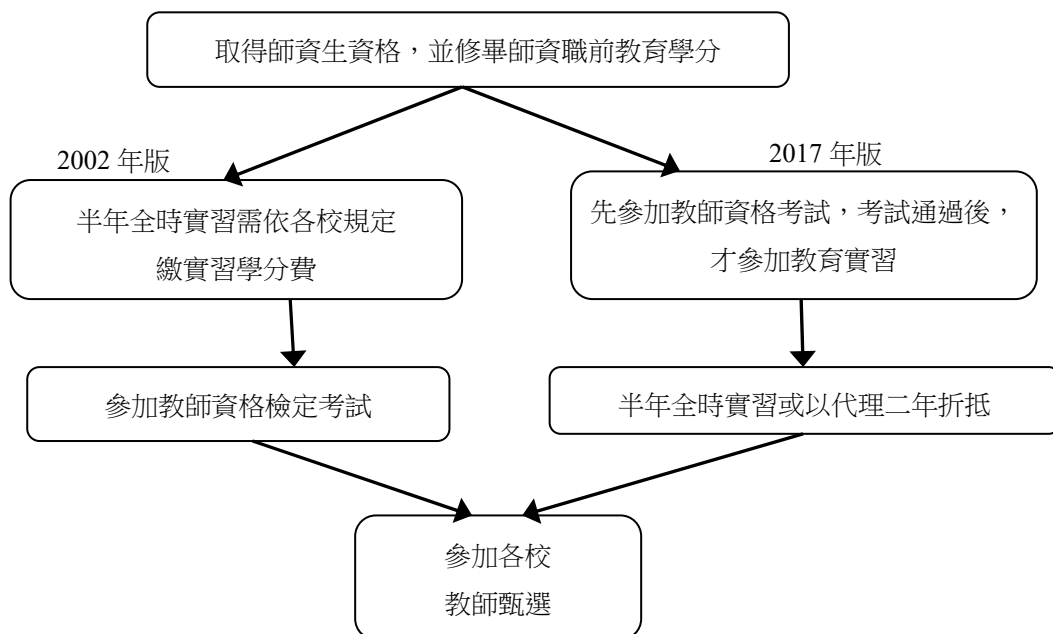 取得師資生資格，並修畢師資職前教育學分
2002 年版
2017 年版
半年全時實習需依各校規定
繳實習學分費
先參加教師資格考試，考試通過後，
才參加教育實習
參加教師資格檢定考試
半年全時實習或以代理二年折抵
參加各校
教師甄選